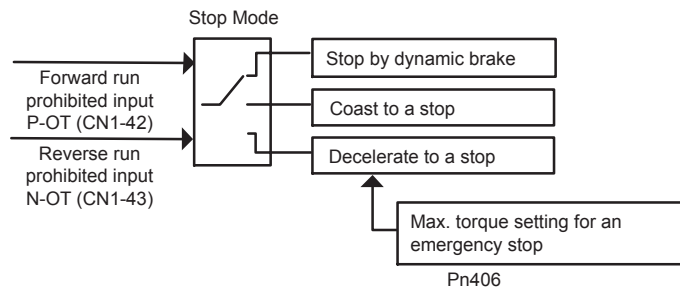 Stop Mode
Stop by dynamic brake
Forward run
prohibited input
P-OT (CN1-42)
Coast to a stop
Reverse run
prohibited input
N-OT (CN1-43)
Decelerate to a stop
Max. torque setting for an
emergency stop
Pn406